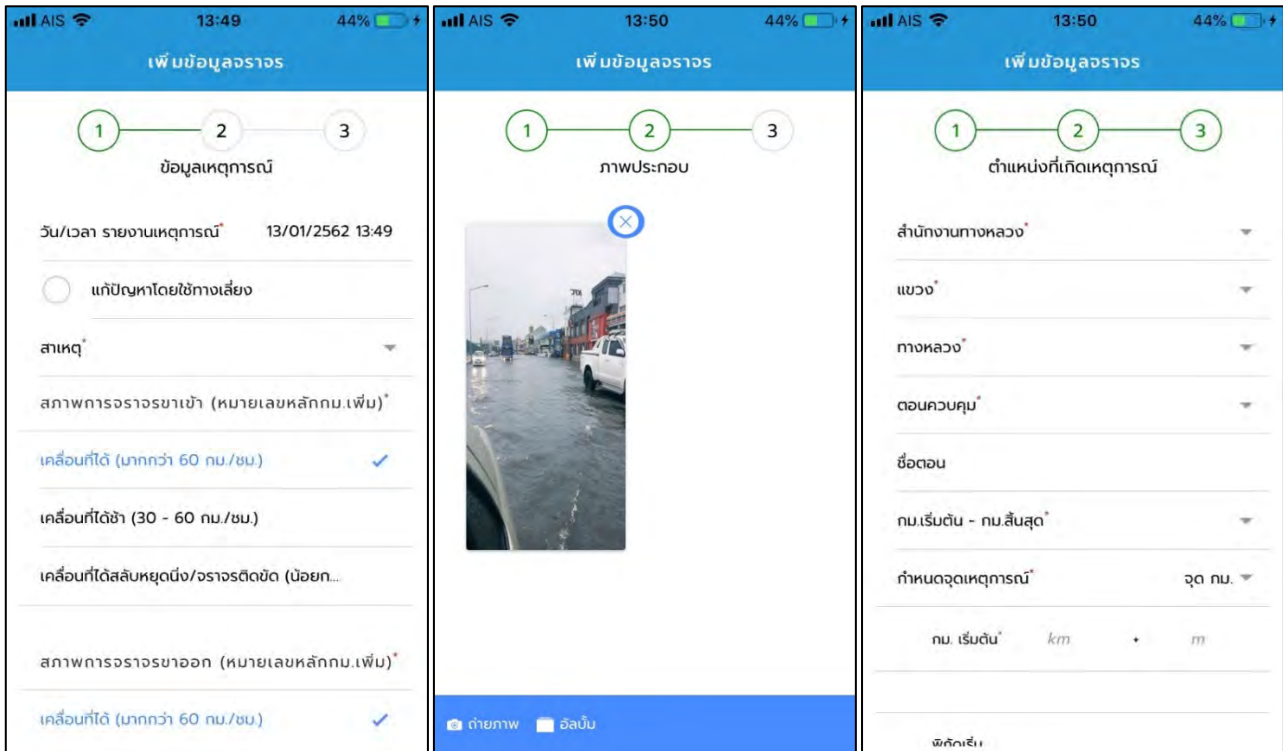 AIS 13:49 44%
เพิ่มข้อมูลจราจร
1 2 3
ข้อมูลเหตุการณ์
วัน/เวลา รายงานเหตุการณ์* 13/01/2562 13:49
แก้ปัญหาโดยใช้ทางเลี่ยง
สาเหตุ*
สภาพการจราจรขาเข้า (หมายเลขหลักกม.เพิ่ม)*
เคลื่อนที่ได้ (มากกว่า 60 กม./ชม.)
เคลื่อนที่ได้ช้า (30 - 60 กม./ชม.)
เคลื่อนที่ได้สลับหยุดนิ่ง/จราจรติดขัด (น้อยก...
สภาพการจราจรขาออก (หมายเลขหลักกม.เพิ่ม)*
เคลื่อนที่ได้ (มากกว่า 60 กม./ชม.)
AIS 13:50 44%
เพิ่มข้อมูลจราจร
1 2 3
ภาพประกอบ
ถ่ายภาพ อัลบั้ม
AIS 13:50 44%
เพิ่มข้อมูลจราจร
1 2 3
ตำแหน่งที่เกิดเหตุการณ์
สำนักงานทางหลวง*
แขวง*
ทางหลวง*
ตอนควบคุม*
ชื่อตอน
กม.เริ่มต้น - กม.สิ้นสุด*
กำหนดจุดเหตุการณ์* จุด กม.
กม. เริ่มต้น* km + m
พิกัดเริ่ม